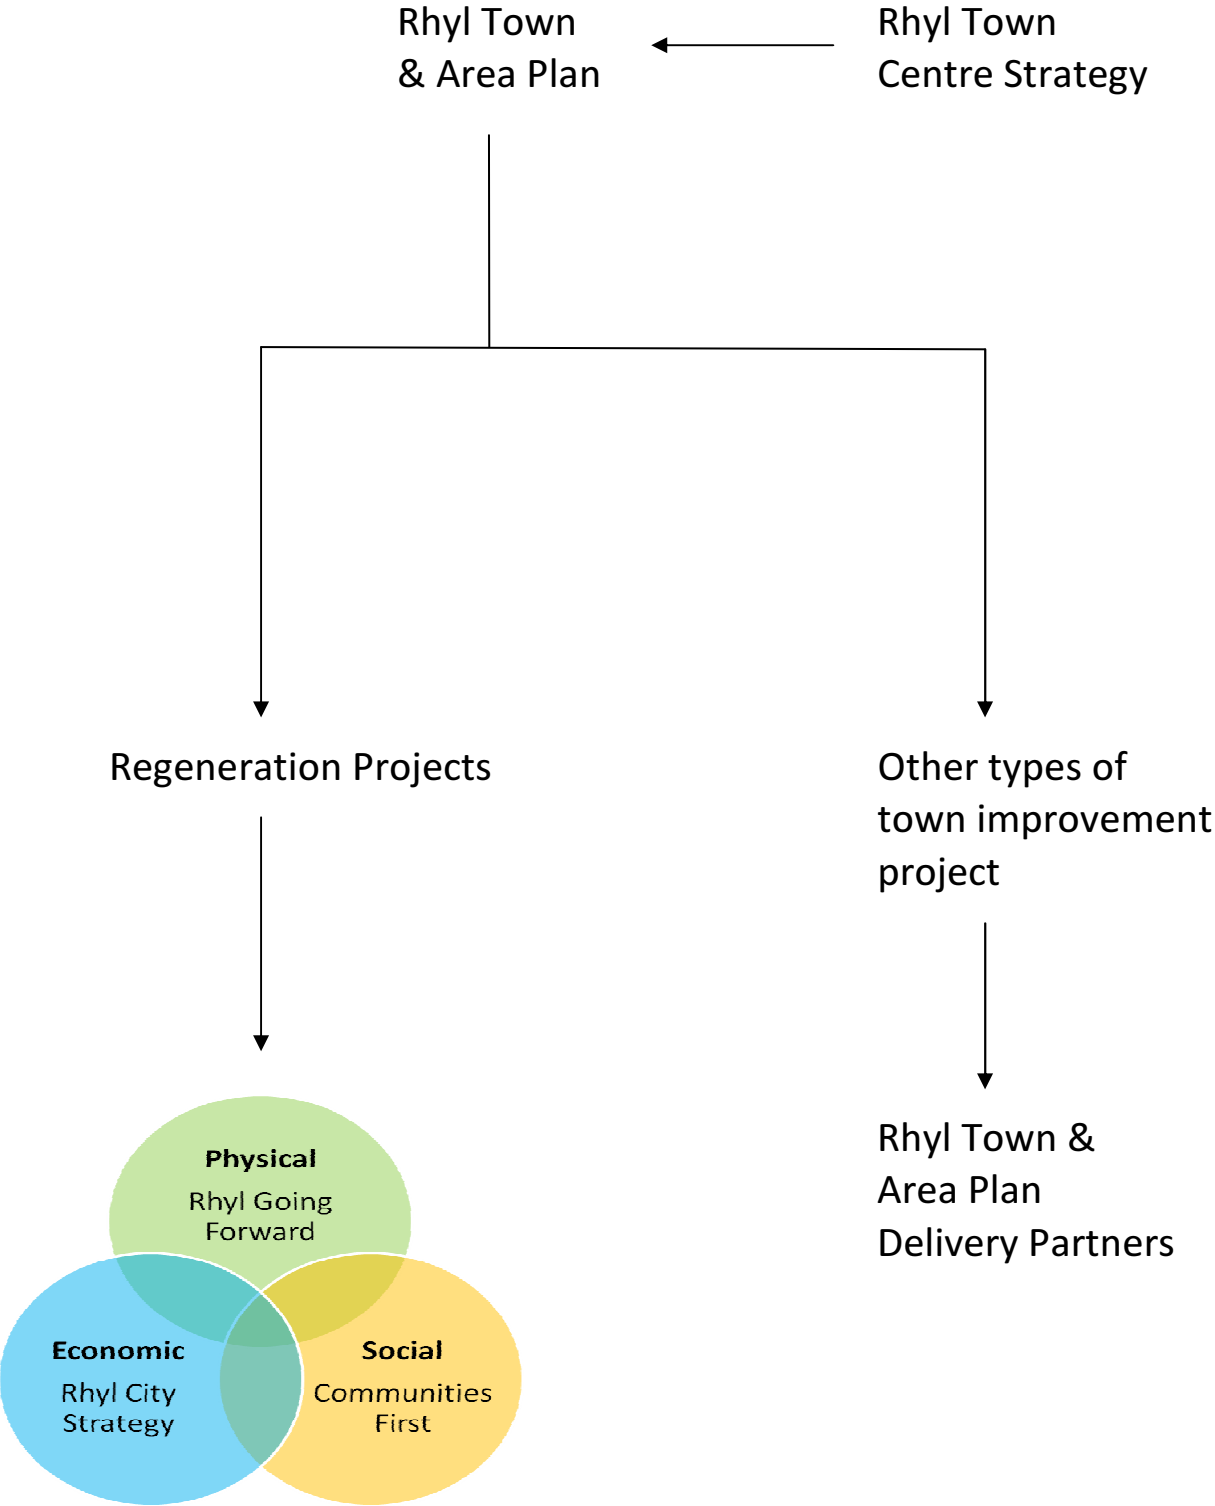 Rhyl Town
& Area Plan
Rhyl Town
Centre Strategy
Regeneration Projects
Other types of
town improvement
project
Physical
Rhyl Going
Forward
Economic
Rhyl City
Strategy
Social
Communities
First
Rhyl Town &
Area Plan
Delivery Partners